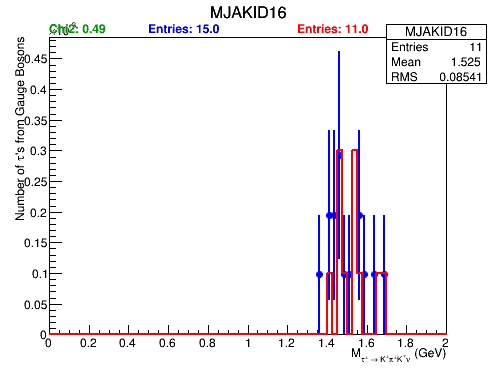 MJAKID16
×10⁻⁶
Chi2: 0.49 Entries: 15.0 Entries: 11.0
MJAKID16
Entries 11
Mean 1.525
RMS 0.08541
Number of τ's from Gauge Bosons
0.45
0.4
0.35
0.3
0.25
0.2
0.15
0.1
0.05
0
0 0.2 0.4 0.6 0.8 1 1.2 1.4 1.6 1.8 2
(GeV)